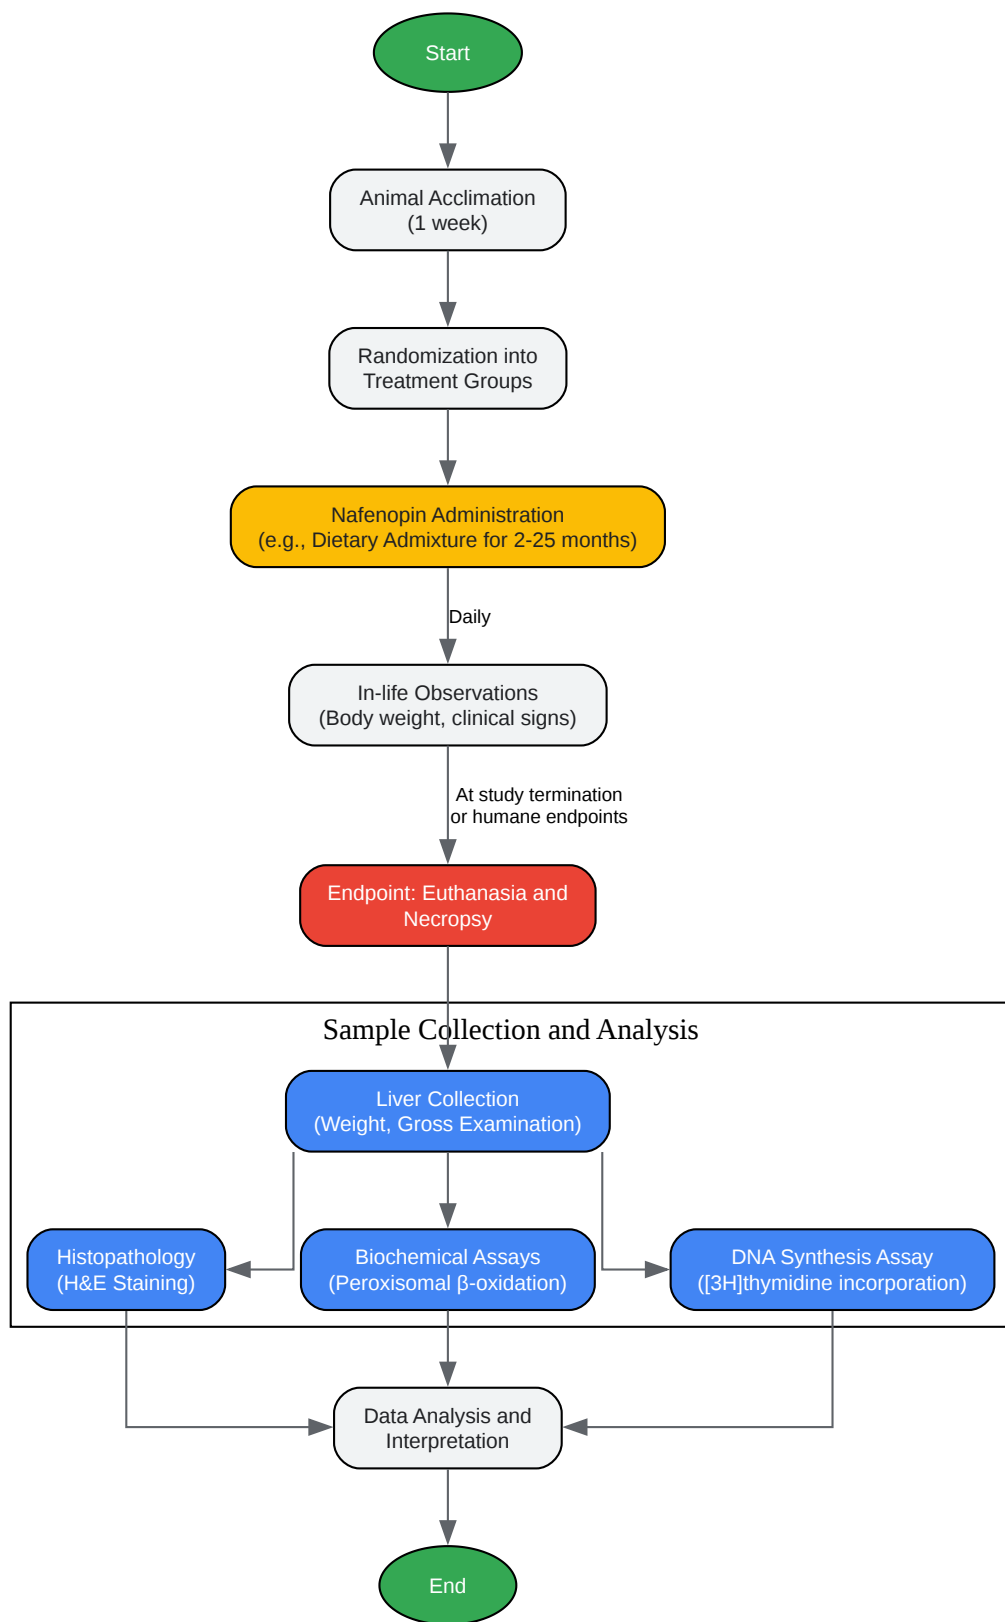 Start
Animal Acclimation
(1 week)
Randomization into
Treatment Groups
Nafenopin Administration
(e.g., Dietary Admixture for 2-25 months)
Daily
In-life Observations
(Body weight, clinical signs)
At study termination
or humane endpoints
Endpoint: Euthanasia and
Necropsy
Sample Collection and Analysis
Liver Collection
(Weight, Gross Examination)
Histopathology
(H&E Staining)
Biochemical Assays
(Peroxisomal β-oxidation)
DNA Synthesis Assay
([3H]thymidine incorporation)
Data Analysis and
Interpretation
End